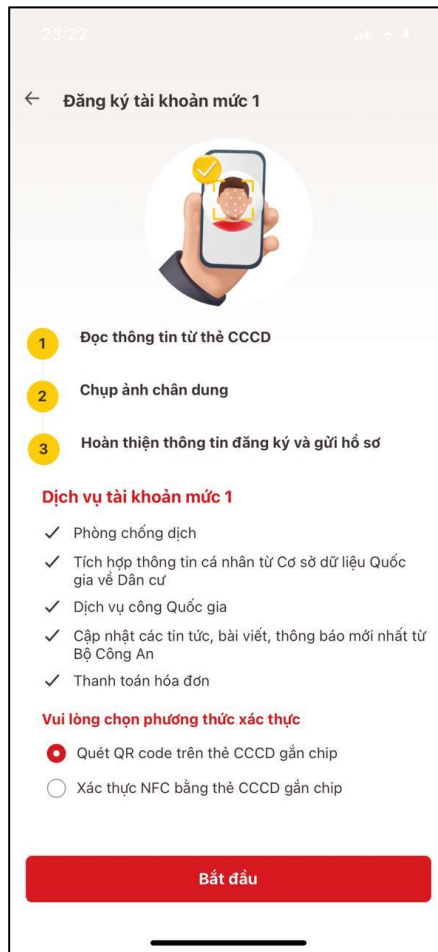 23:22
Đăng ký tài khoản mức 1
1 Đọc thông tin từ thẻ CCCD
2 Chụp ảnh chân dung
3 Hoàn thiện thông tin đăng ký và gửi hồ sơ
Dịch vụ tài khoản mức 1
Phòng chống dịch
Tích hợp thông tin cá nhân từ Cơ sở dữ liệu Quốc
gia về Dân cư
Dịch vụ công Quốc gia
Cập nhật các tin tức, bài viết, thông báo mới nhất từ
Bộ Công An
Thanh toán hóa đơn
Vui lòng chọn phương thức xác thực
Quét QR code trên thẻ CCCD gắn chip
Xác thực NFC bằng thẻ CCCD gắn chip
Bắt đầu